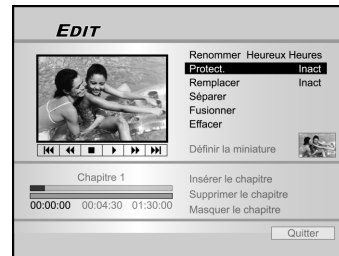 EDIT
Renommer Heureux Heures
Protect. Inact
Remplacer Inact
Séparer
Fusionner
Effacer
Définir la miniature
Chapitre 1
00:00:00 00:04:30 01:30:00
Insérer le chapitre
Supprimer le chapitre
Masquer le chapitre
Quitter